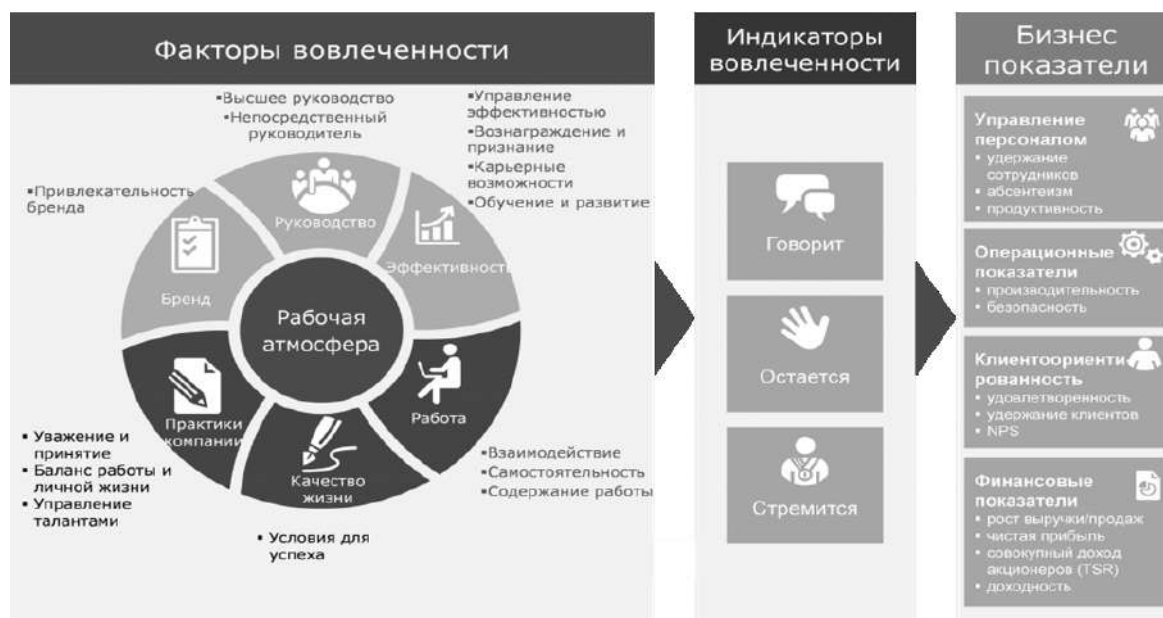 Факторы вовлеченности
▪Высшее руководство
▪Непосредственный
руководитель
▪Управление
эффективностью
▪Вознаграждение и
признание
▪Карьерные
возможности
▪Обучение и развитие
▪Привлекательность
бренда
Руководство
Эффективность
Бренд
Рабочая
атмосфера
Практики
компании
Качество
жизни
Работа
▪ Уважение и
принятие
▪ Баланс работы и
личной жизни
▪ Управление
талантами
▪ Условия для
успеха
▪Взаимодействие
▪Самостоятельность
▪Содержание работы
Индикаторы
вовлеченности
Говорит
Остается
Стремится
Бизнес
показатели
Управление
персоналом
▪ удержание
сотрудников
▪ абсентеизм
▪ продуктивность
Операционные
показатели
▪ производительность
▪ безопасность
Клиентоориенти
рованность
▪ удовлетворенность
▪ удержание клиентов
▪ NPS
Финансовые
показатели
▪ рост выручки/продаж
▪ чистая прибыль
▪ совокупный доход
акционеров (TSR)
▪ доходность